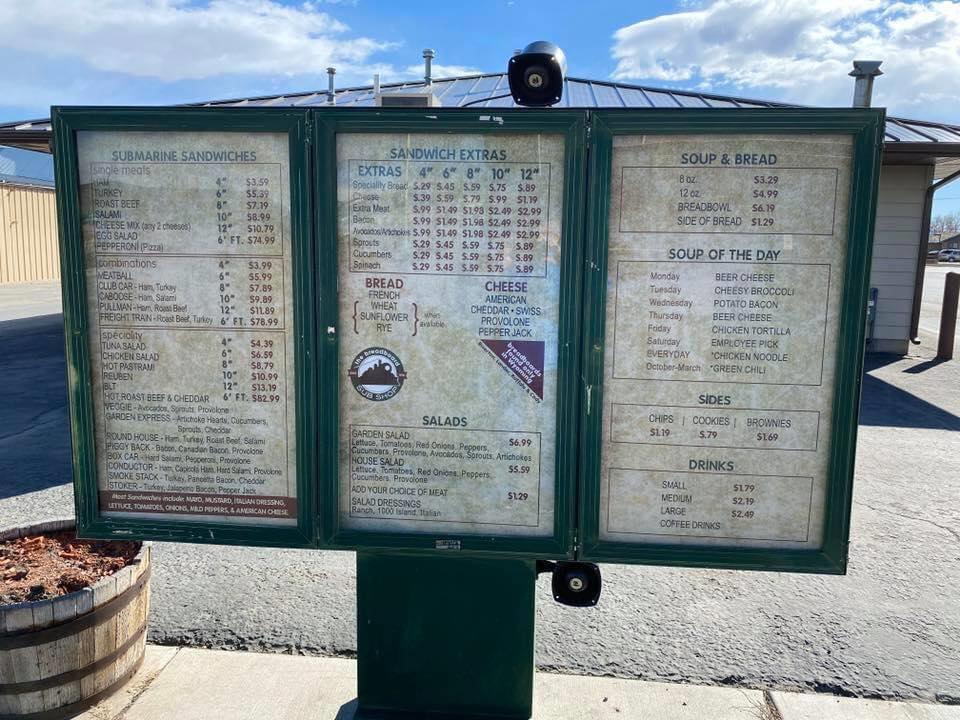 SUBMARINE SANDWICHES
single meats
HAM 4" $3.59
TURKEY 6" $5.39
ROAST BEEF 8" $7.19
SALAMI 10" $8.99
CHEESE MIX (any 2 cheeses) 12" $10.79
EGG SALAD 6' FT. $74.99
PEPPERONI (Pizza)
combinations 4" $3.99
MEATBALL 6" $5.99
CLUB CAR - Ham, Turkey 8" $7.89
CABOOSE - Ham, Salami 10" $9.89
PULLMAN - Ham, Roast Beef 12" $11.89
FREIGHT TRAIN - Roast Beef, Turkey 6' FT. $78.99
speciality
TUNA SALAD 4" $4.39
CHICKEN SALAD 6" $6.59
HOT PASTRAMI 8" $8.79
REUBEN 10" $10.99
BLT 12" $13.19
HOT ROAST BEEF & CHEDDAR 6' FT. $82.99
VEGGIE - Avocados, Sprouts, Provolone
GARDEN EXPRESS - Artichoke Hearts, Cucumbers,
Sprouts, Cheddar
ROUND HOUSE - Ham, Turkey, Roast Beef, Salami
PIGGY BACK - Bacon, Canadian Bacon, Provolone
BOX CAR - Hard Salami, Pepperoni, Provolone
CONDUCTOR - Ham, Capicola Ham, Hard Salami, Provolone
SMOKE STACK - Turkey, Pancetta Bacon, Cheddar
STOKER - Turkey, Jalapeno Bacon, Pepper Jack
Most Sandwiches include: MAYO, MUSTARD, ITALIAN DRESSING,
LETTUCE, TOMATOES, ONIONS, MILD PEPPERS, & AMERICAN CHEESE.
SANDWICH EXTRAS
EXTRAS 4" 6" 8" 10" 12"
Speciality Bread $.29 $.45 $.59 $.75 $.89
Cheese $.39 $.59 $.79 $.99 $1.19
Extra Meat $.99 $1.49 $1.98 $2.49 $2.99
Bacon $.99 $1.49 $1.98 $2.49 $2.99
Avocados/Artichokes $.99 $1.49 $1.98 $2.49 $2.99
Sprouts $.29 $.45 $.59 $.75 $.89
Cucumbers $.29 $.45 $.59 $.75 $.89
Spinach $.29 $.45 $.59 $.75 $.89
BREAD
FRENCH
WHEAT
SUNFLOWER
RYE
when
available
CHEESE
AMERICAN
CHEDDAR • SWISS
PROVOLONE
PEPPER JACK
the breadboard
SUB SHOP
breadboards
found only
in Wyoming
SALADS
GARDEN SALAD $6.99
Lettuce, Tomatoes, Red Onions, Peppers,
Cucumbers, Provolone, Avocados, Sprouts, Artichokes
HOUSE SALAD $5.59
Lettuce, Tomatoes, Red Onions, Peppers,
Cucumbers, Provolone
ADD YOUR CHOICE OF MEAT $1.29
SALAD DRESSINGS
Ranch, 1000 Island, Italian
SOUP & BREAD
8 oz. $3.29
12 oz. $4.99
BREADBOWL $6.19
SIDE OF BREAD $1.29
SOUP OF THE DAY
Monday BEER CHEESE
Tuesday CHEESY BROCCOLI
Wednesday POTATO BACON
Thursday BEER CHEESE
Friday CHICKEN TORTILLA
Saturday EMPLOYEE PICK
EVERYDAY *CHICKEN NOODLE
October-March *GREEN CHILI
SIDES
CHIPS | COOKIES | BROWNIES
$1.19 $.79 $1.69
DRINKS
SMALL $1.79
MEDIUM $2.19
LARGE $2.49
COFFEE DRINKS